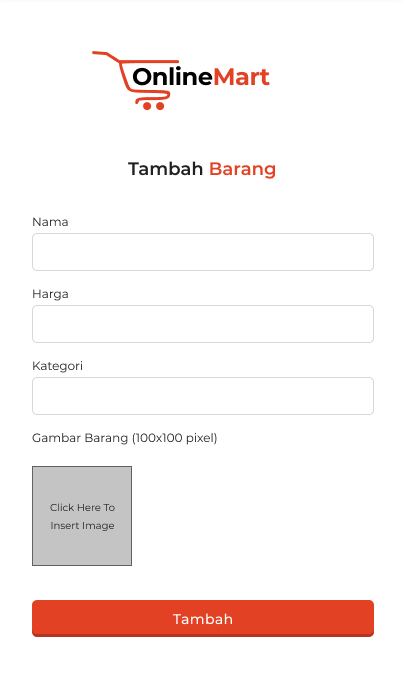 OnlineMart
Tambah Barang
Nama
Harga
Kategori
Gambar Barang (100x100 pixel)
Click Here To
Insert Image
Tambah